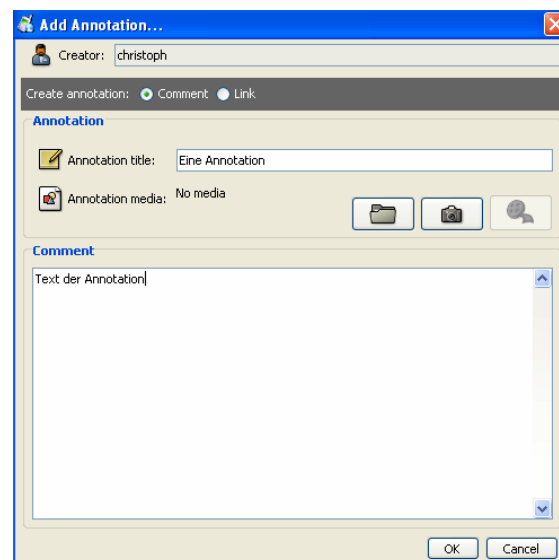 Add Annotation...
Creator: christoph
Create annotation: Comment Link
Annotation
Annotation title: Eine Annotation
Annotation media: No media
Comment
Text der Annotation
OK Cancel